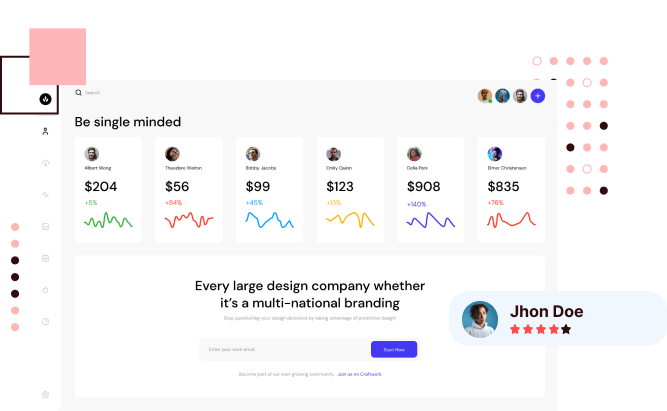 Search
+
Be single minded
Albert Wong
$204
+5%
Theodore Walton
$56
+84%
Bobby Jacobs
$99
+45%
Emily Quinn
$123
+13%
Della Park
$908
+140%
Elmer Christensen
$835
+76%
Every large design company whether
it's a multi-national branding
Stop questioning your design decisions by taking advantage of predictive design!
Enter your work email
Start Now
Become part of our ever growing community. Join us on Craftwork.
Jhon Doe